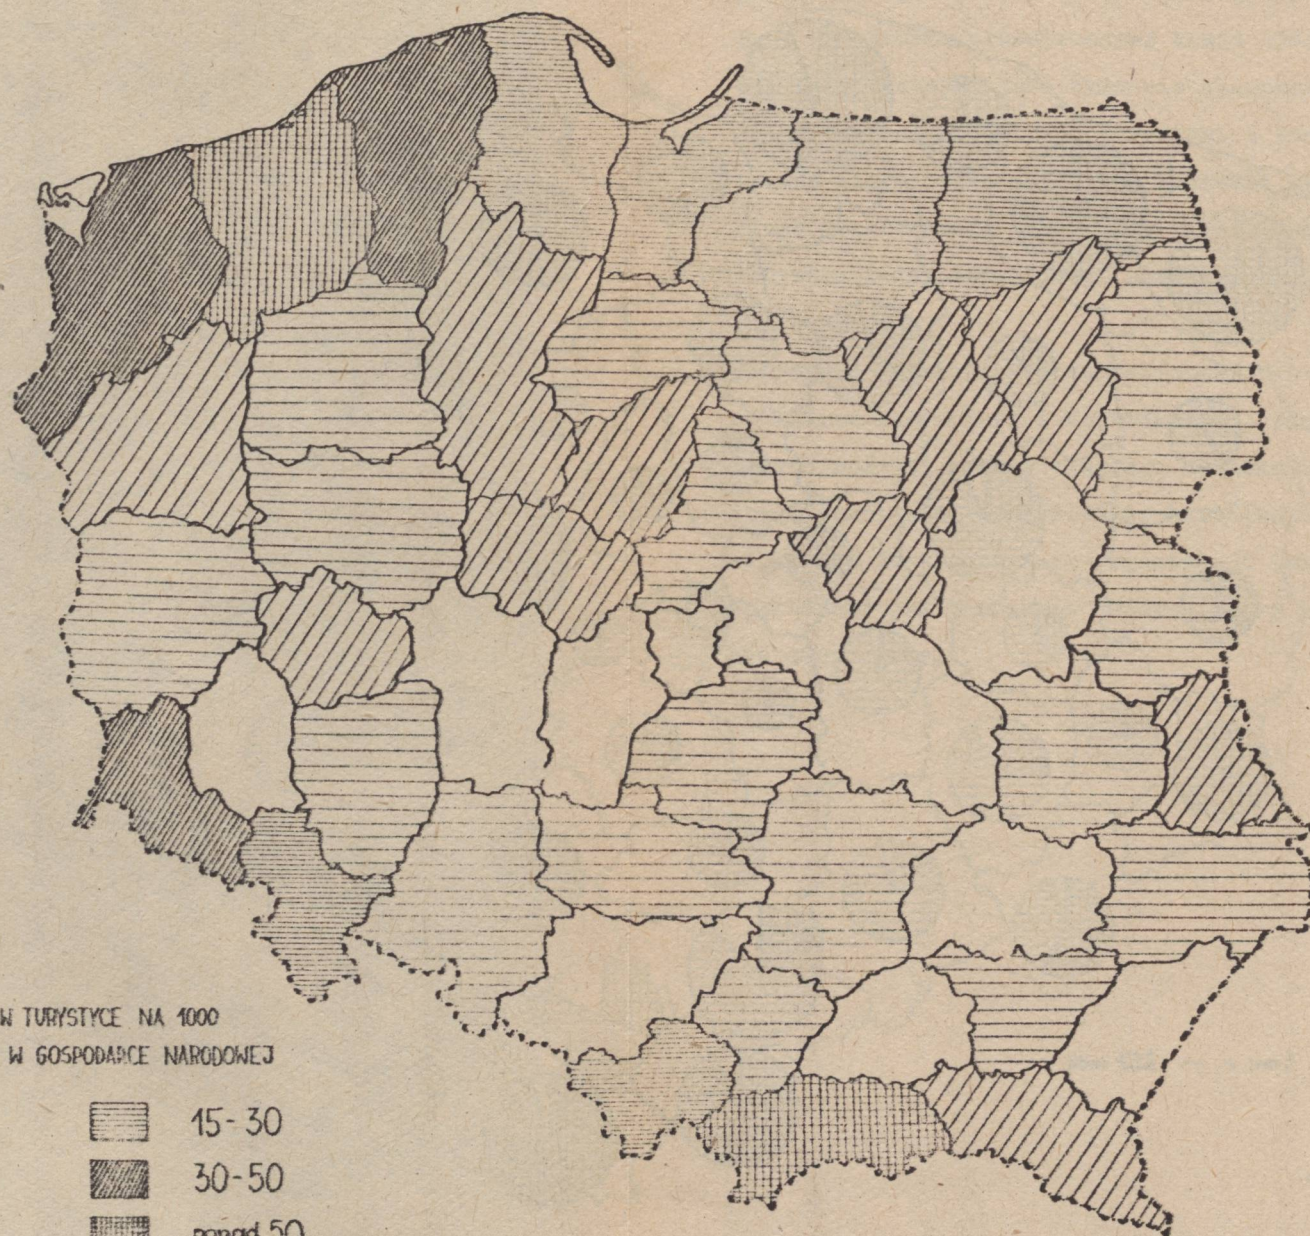 W TURYSTYCE NA 1000
W GOSPODARCE NARODOWEJ
15-30
30-50
ponad 50